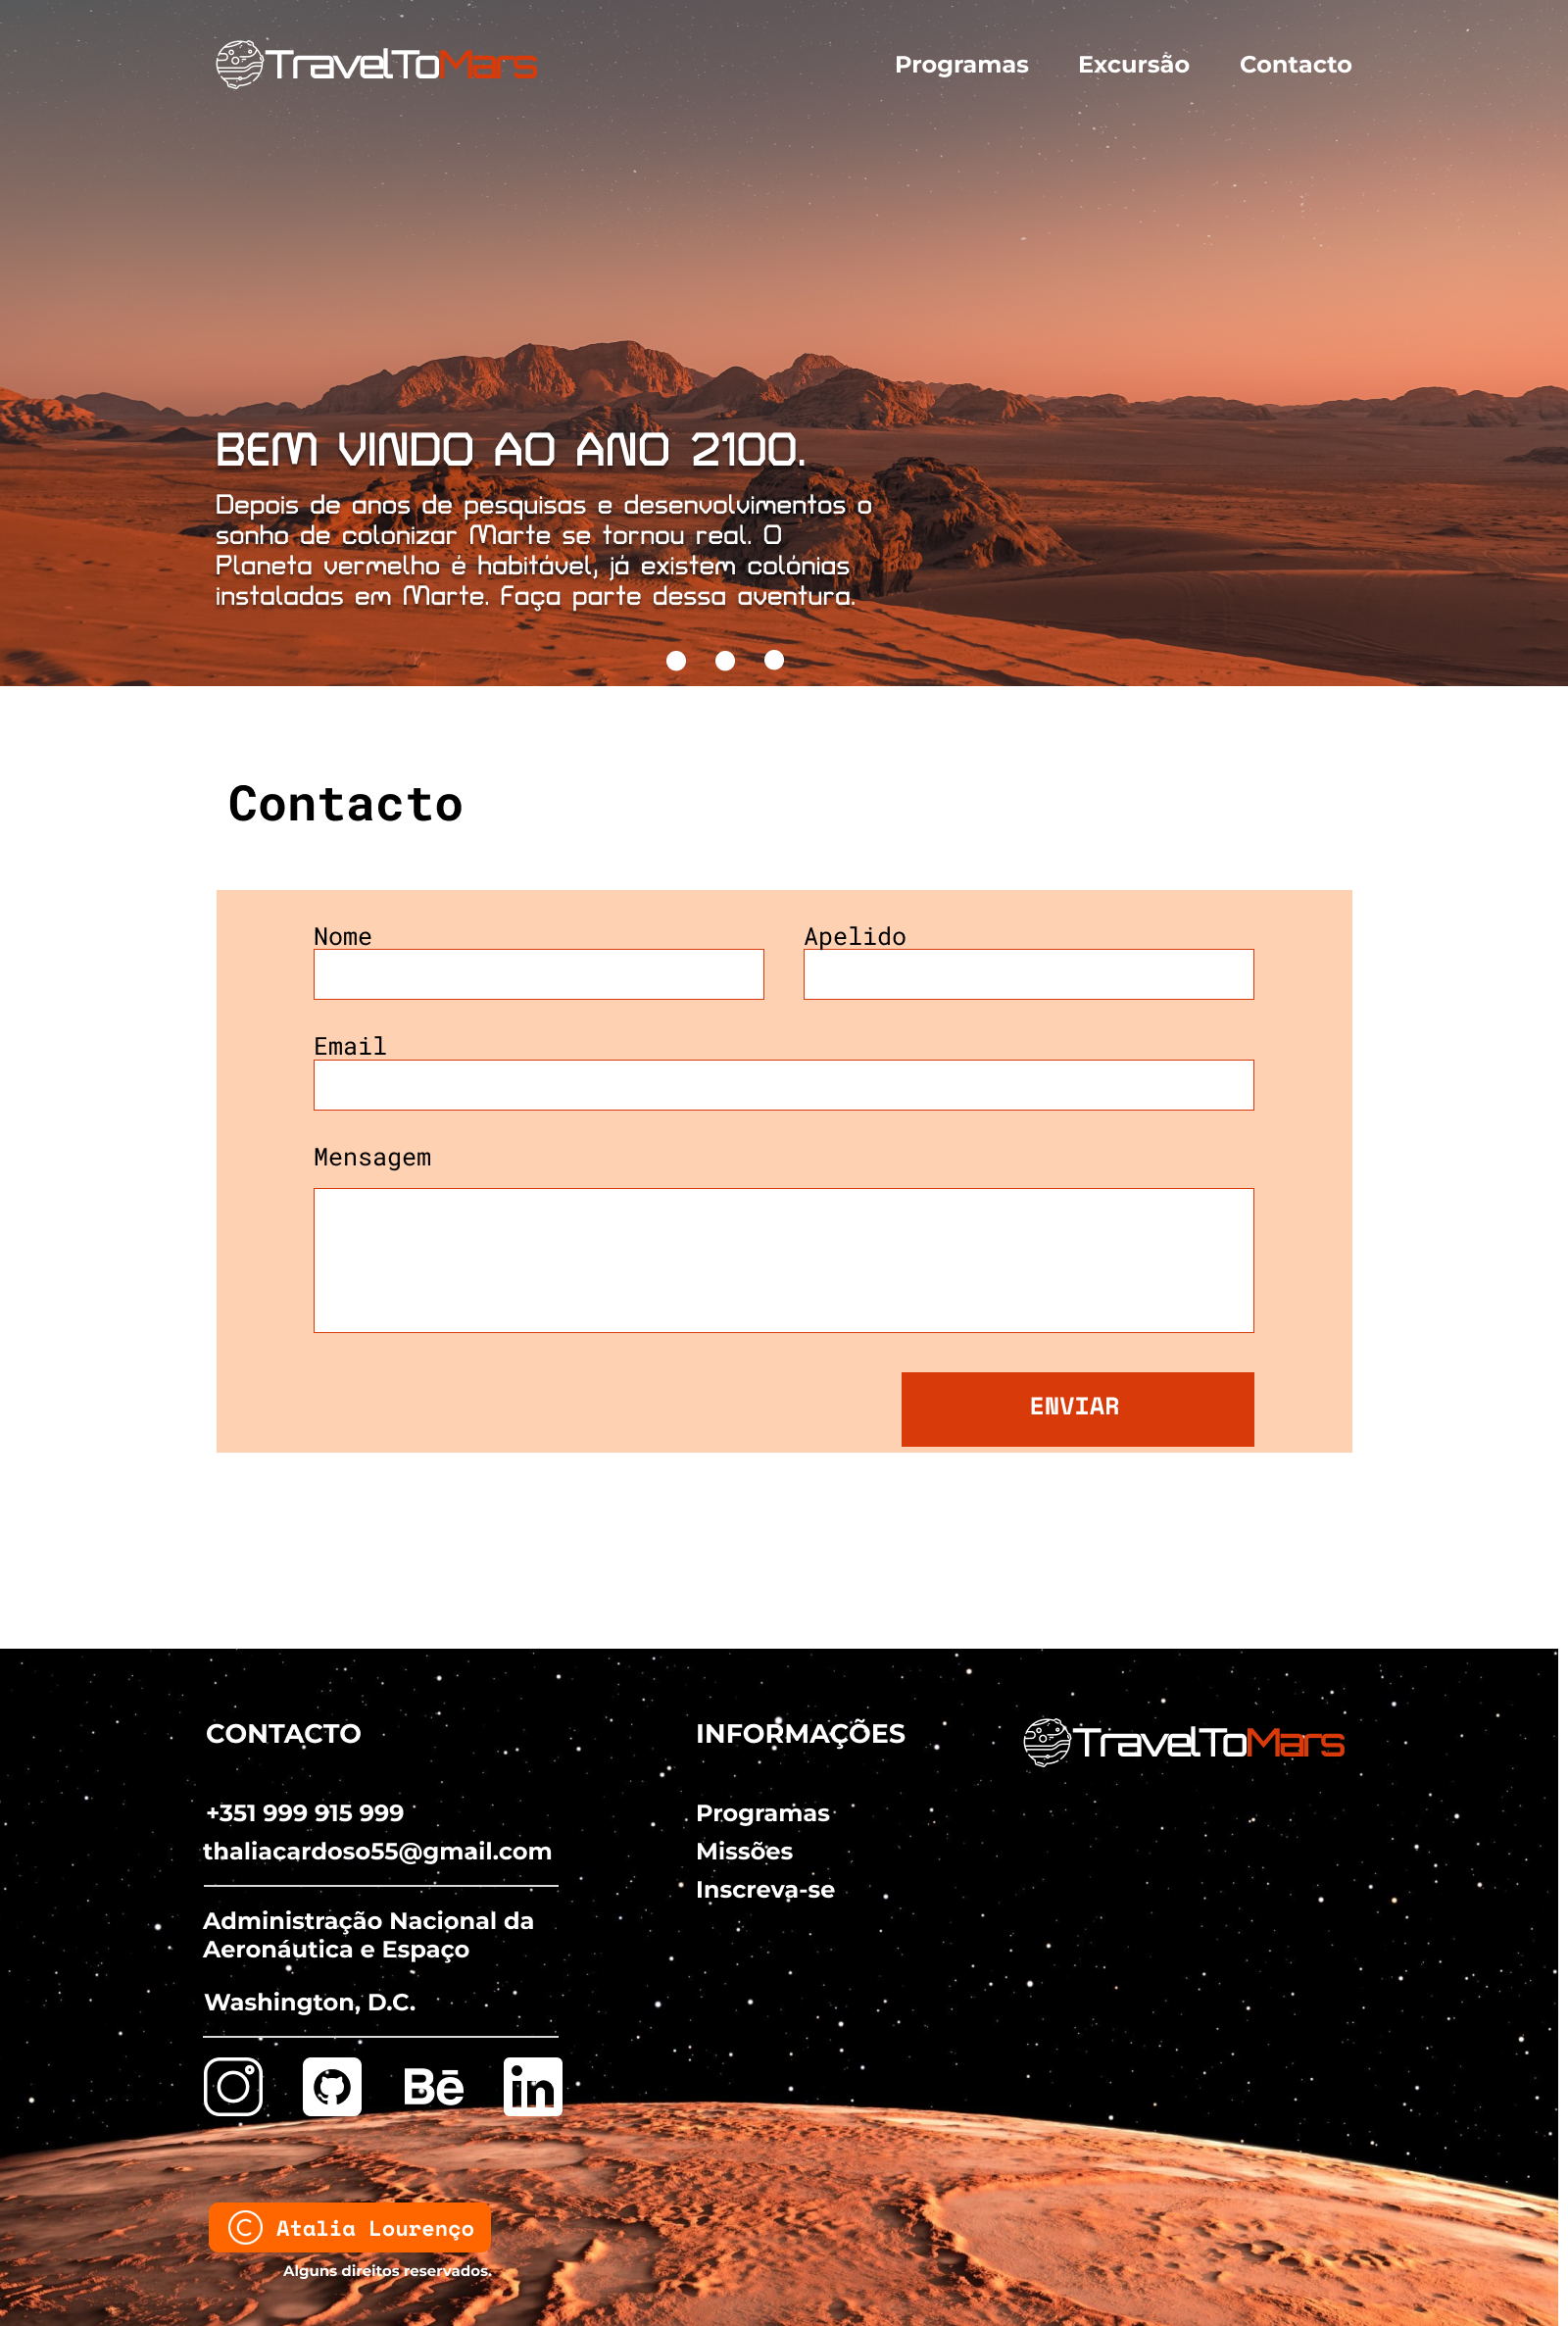 TravelToMars
Programas
Excursão
Contacto
BEM VINDO AO ANO 2100.
Depois de anos de pesquisas e desenvolvimentos o
sonho de colonizar Marte se tornou real. O
Planeta vermelho é habitável, já existem colónias
instaladas em Marte. Faça parte dessa aventura.
Contacto
Nome
Apelido
Email
Mensagem
ENVIAR
CONTACTO
+351 999 915 999
thaliacardoso55@gmail.com
Administração Nacional da
Aeronáutica e Espaço
Washington, D.C.
Bē
in
INFORMAÇÕES
Programas
Missões
Inscreva-se
TravelToMars
© Atalia Lourenço
Alguns direitos reservados.